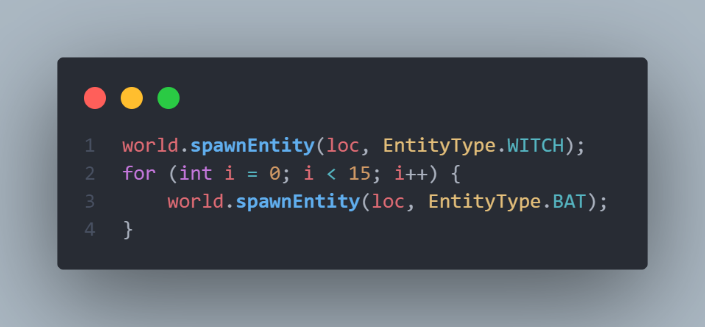 1 world.spawnEntity(loc, EntityType.WITCH);
2 for (int i = 0; i < 15; i++) {
3     world.spawnEntity(loc, EntityType.BAT);
4 }